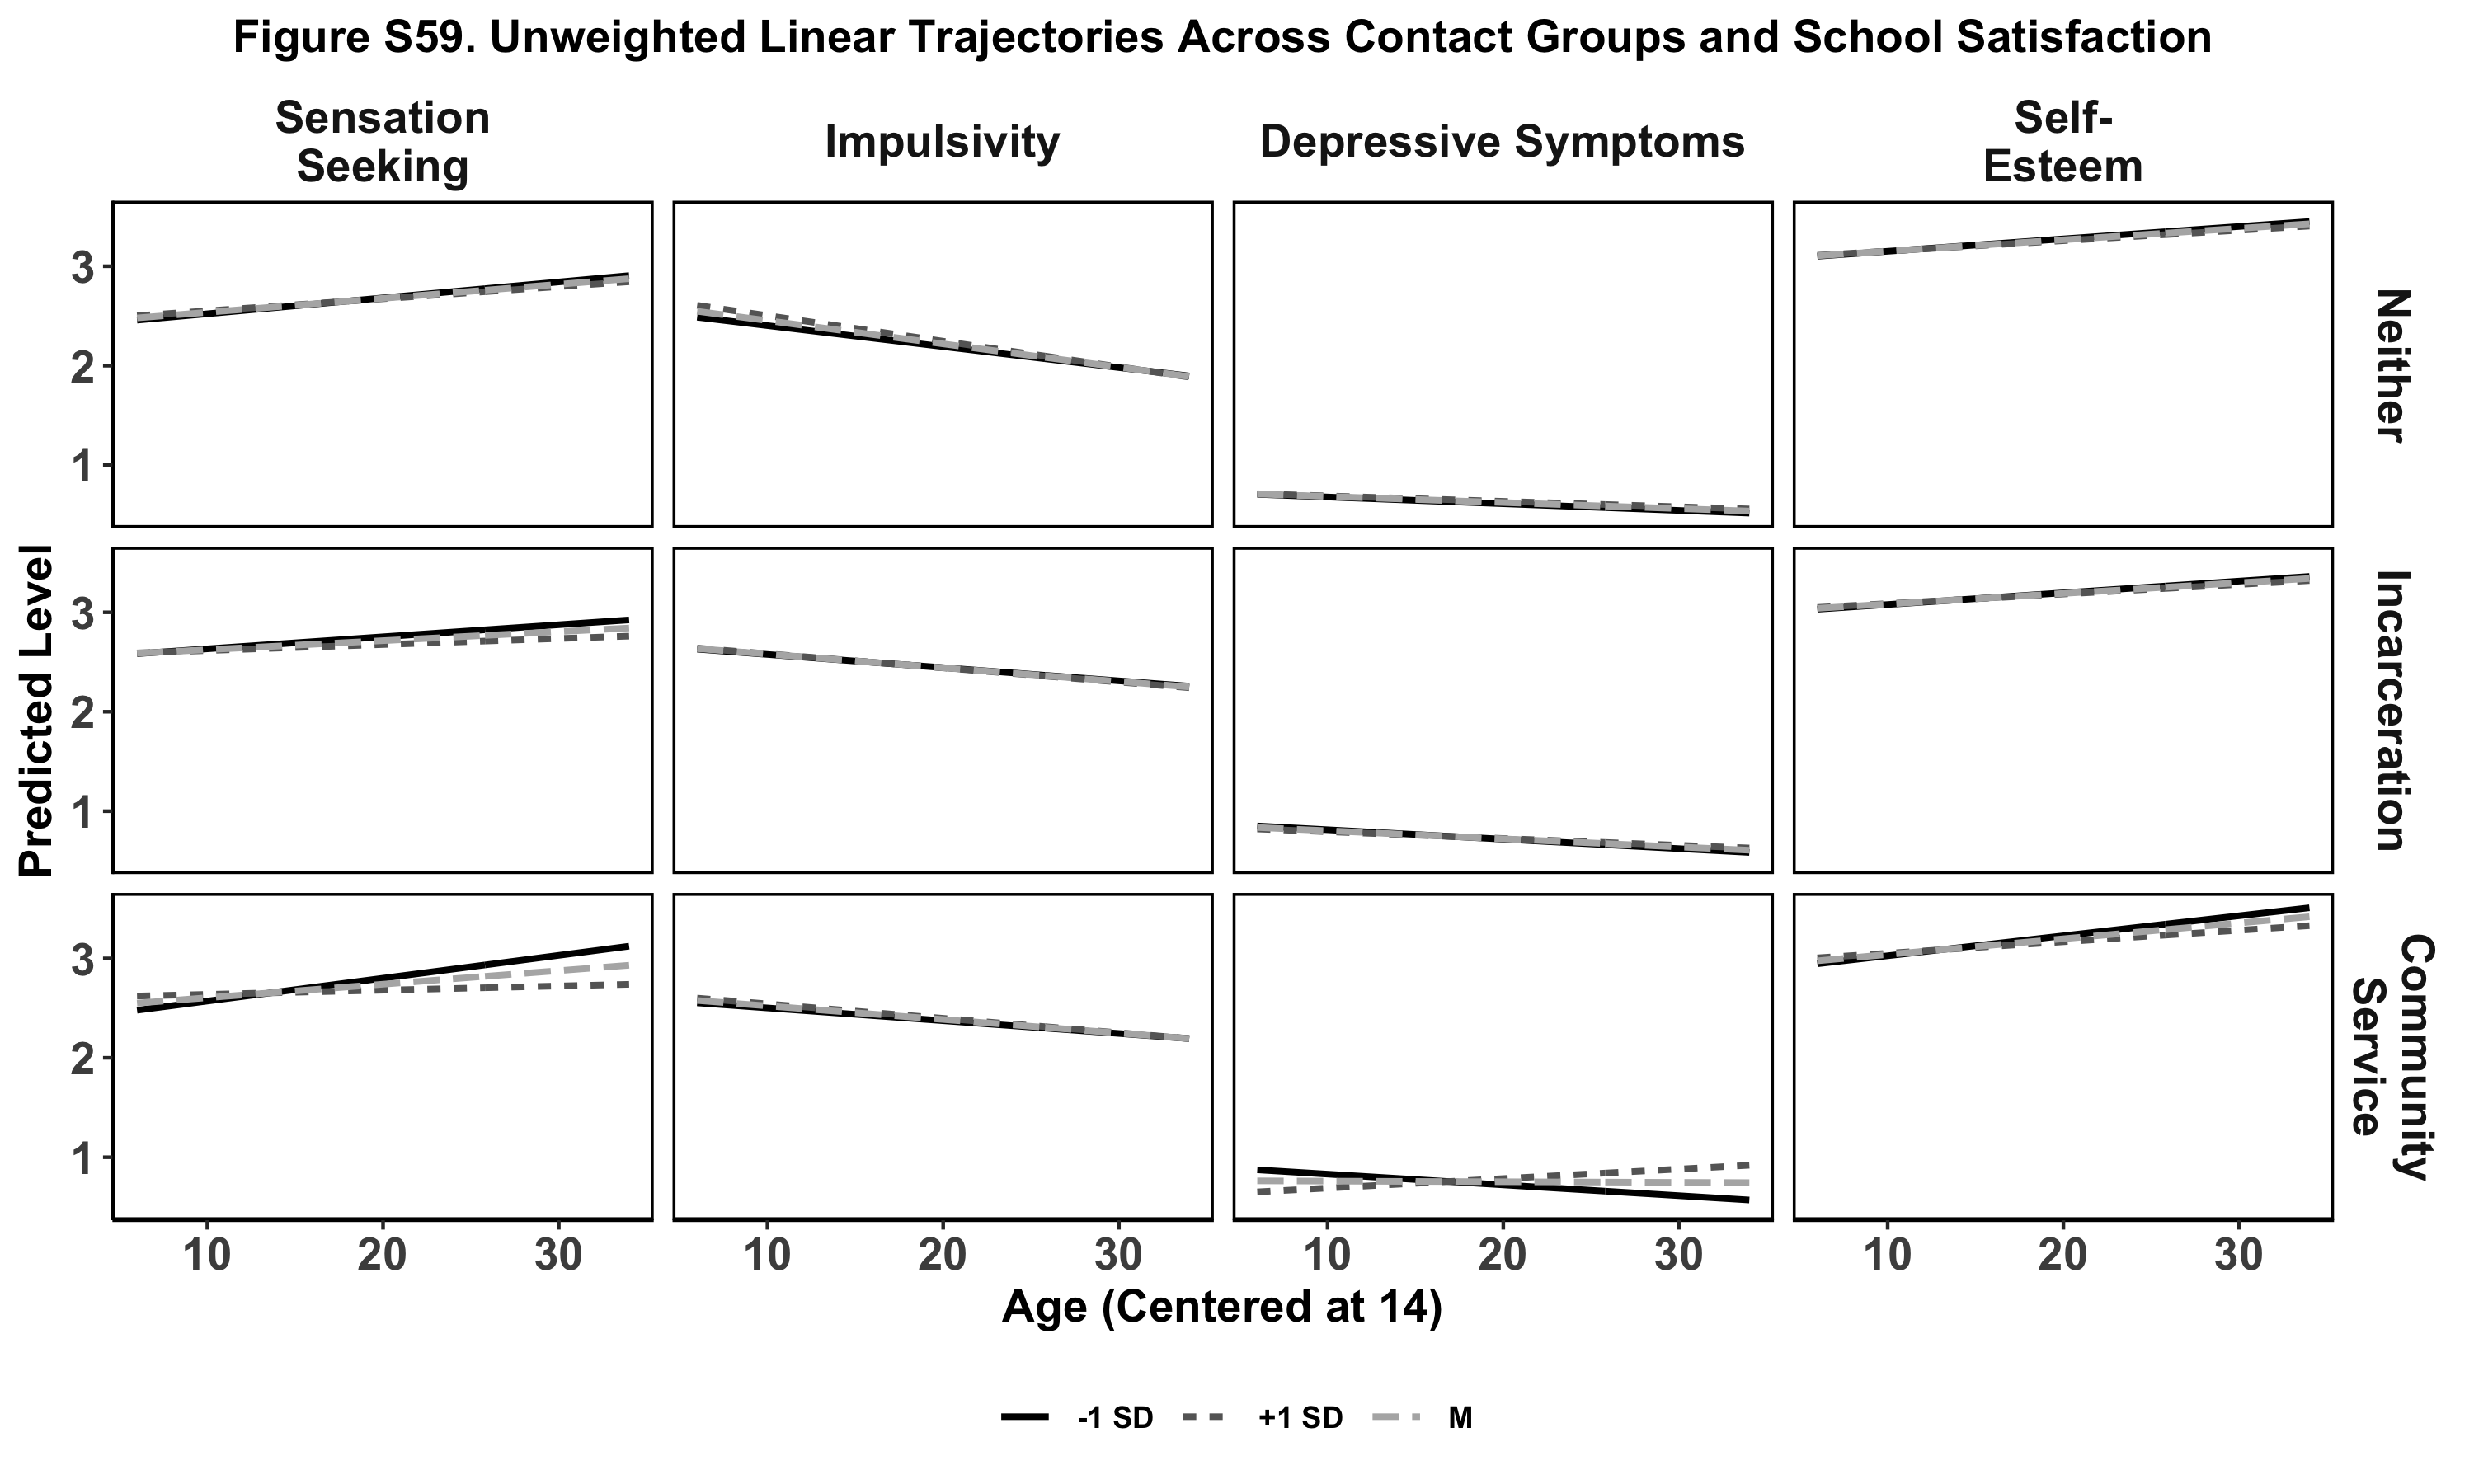 Figure S59. Unweighted Linear Trajectories Across Contact Groups and School Satisfaction
Sensation
Seeking
Impulsivity
Depressive Symptoms
Self-
Esteem
Predicted Level
3
2
1
Neither
3
2
1
Incarceration
3
2
1
Community
Service
10 20 30
10 20 30
10 20 30
10 20 30
Age (Centered at 14)
-1 SD
+1 SD
M